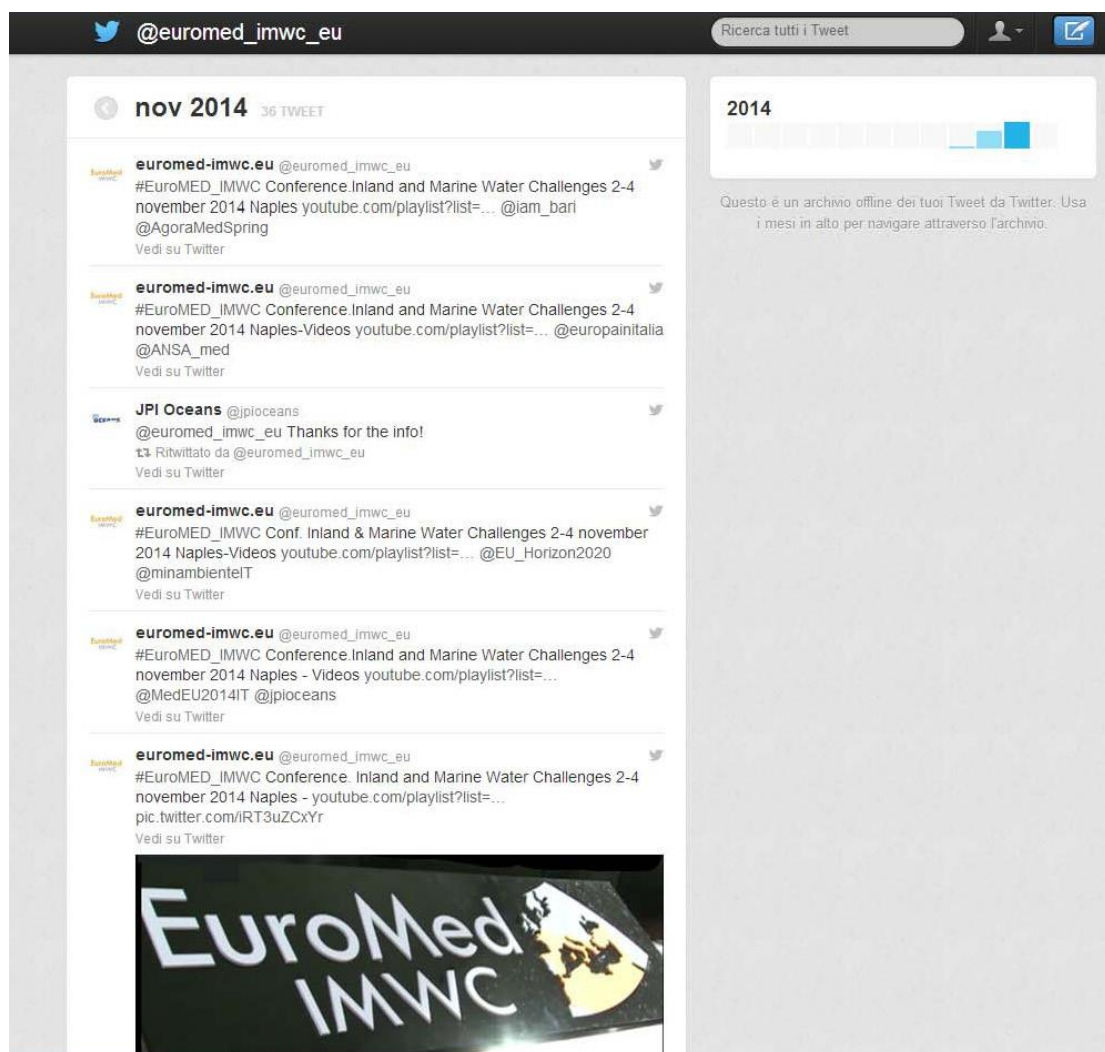 @euromed_imwc_eu
Ricerca tutti i Tweet
nov 2014 36 TWEET
euromed-imwc.eu @euromed_imwc_eu
#EuroMED_IMWC Conference.Inland and Marine Water Challenges 2-4
november 2014 Naples youtube.com/playlist?list=… @iam_bari
@AgoraMedSpring
Vedi su Twitter
euromed-imwc.eu @euromed_imwc_eu
#EuroMED_IMWC Conference.Inland and Marine Water Challenges 2-4
november 2014 Naples-Videos youtube.com/playlist?list=… @europainitalia
@ANSA_med
Vedi su Twitter
JPI Oceans @jpioceans
@euromed_imwc_eu Thanks for the info!
Ritwittato da @euromed_imwc_eu
Vedi su Twitter
euromed-imwc.eu @euromed_imwc_eu
#EuroMED_IMWC Conf. Inland & Marine Water Challenges 2-4 november
2014 Naples-Videos youtube.com/playlist?list=… @EU_Horizon2020
@minambienteIT
Vedi su Twitter
euromed-imwc.eu @euromed_imwc_eu
#EuroMED_IMWC Conference.Inland and Marine Water Challenges 2-4
november 2014 Naples - Videos youtube.com/playlist?list=…
@MedEU2014IT @jpioceans
Vedi su Twitter
euromed-imwc.eu @euromed_imwc_eu
#EuroMED_IMWC Conference. Inland and Marine Water Challenges 2-4
november 2014 Naples - youtube.com/playlist?list=…
pic.twitter.com/iRT3uZCxYr
Vedi su Twitter
EuroMed
IMWC
2014
Questo é un archivio offline dei tuoi Tweet da Twitter. Usa
i mesi in alto per navigare attraverso l'archivio.